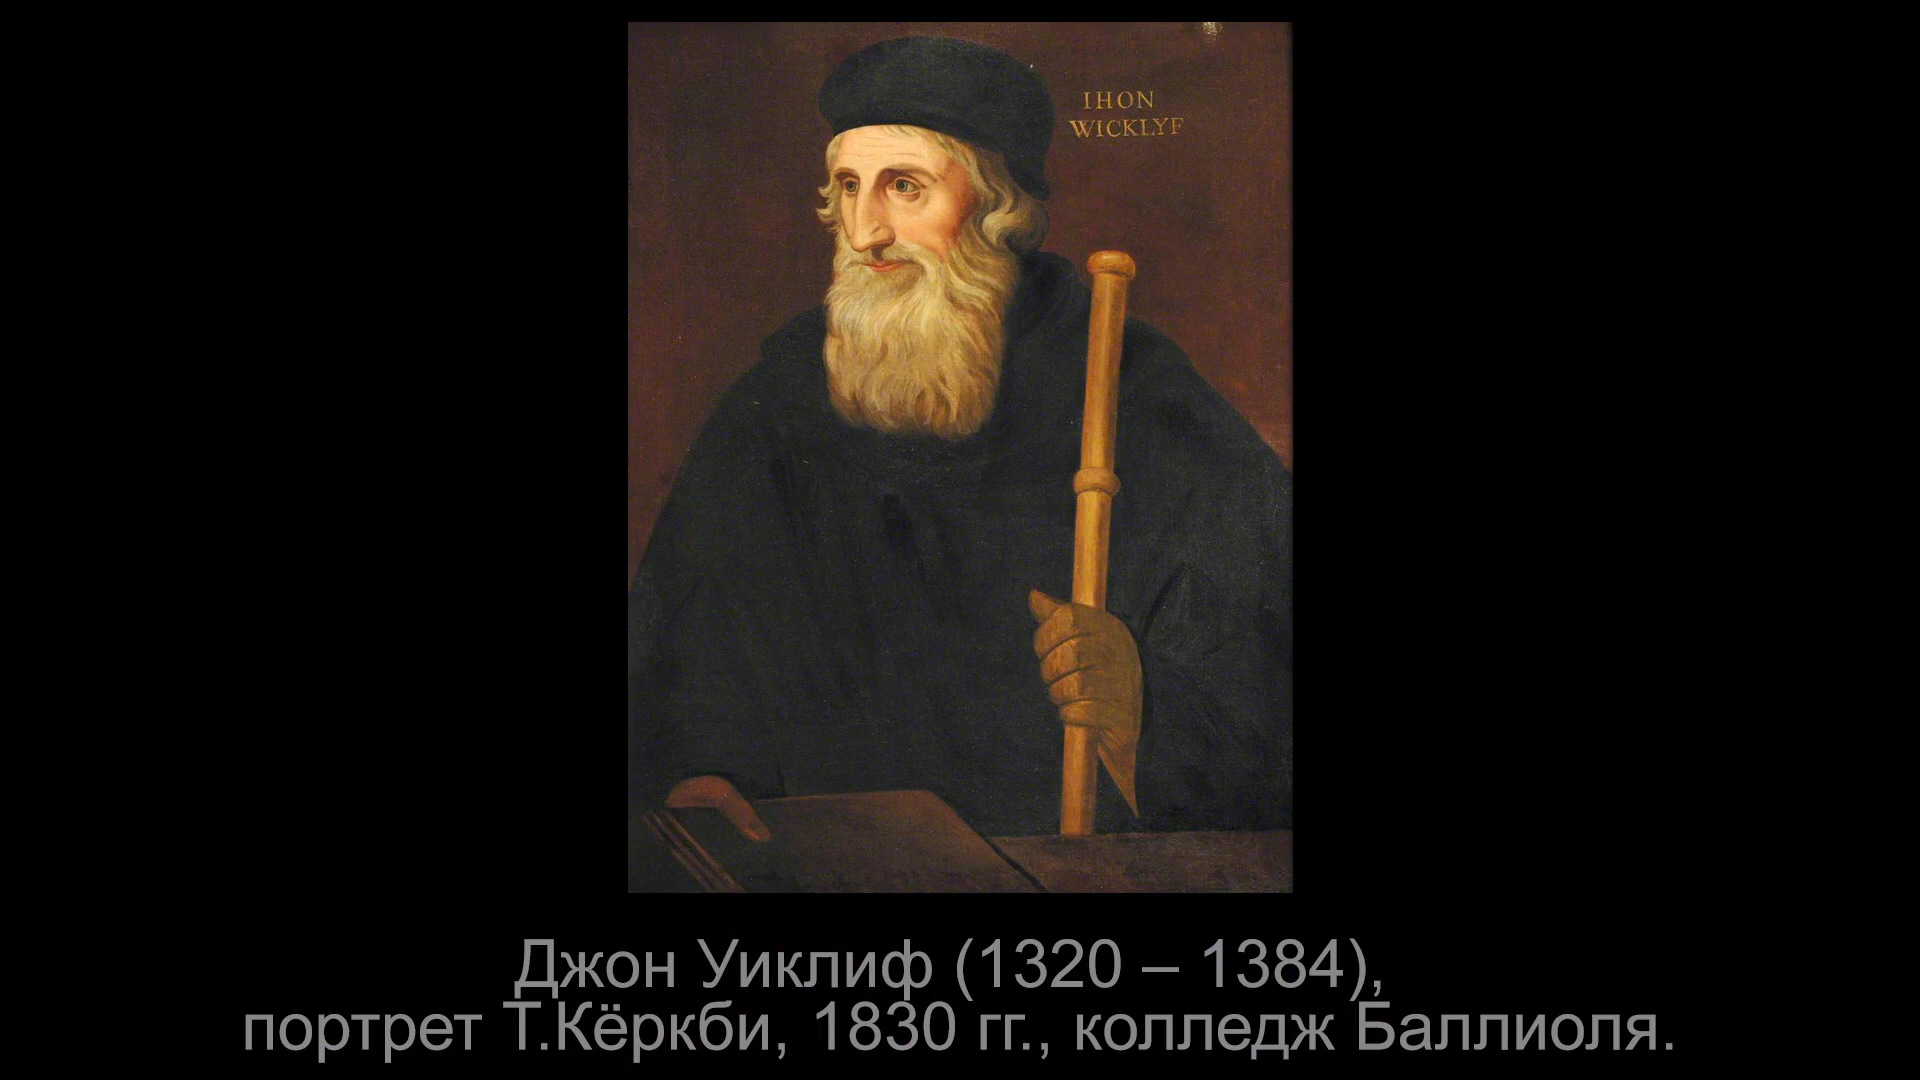 IHON
WICKLYF
Джон Уиклиф (1320 – 1384),
портрет Т.Кёркби, 1830 гг., колледж Баллиоля.